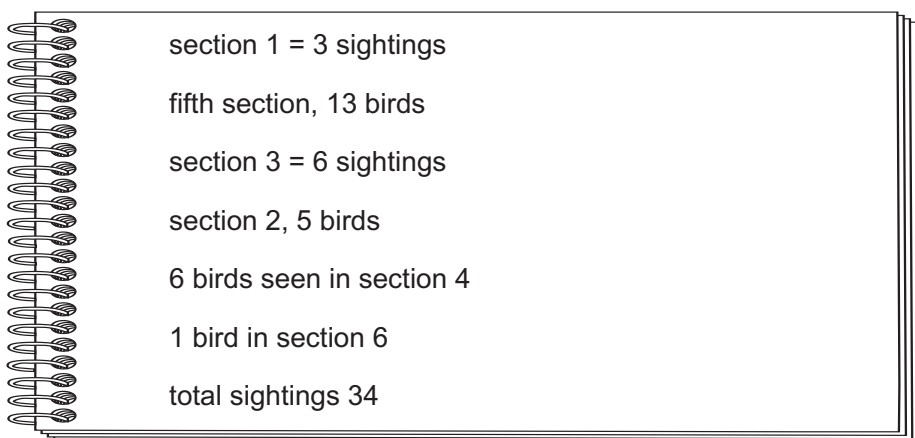 section 1 = 3 sightings
fifth section, 13 birds
section 3 = 6 sightings
section 2, 5 birds
6 birds seen in section 4
1 bird in section 6
total sightings 34